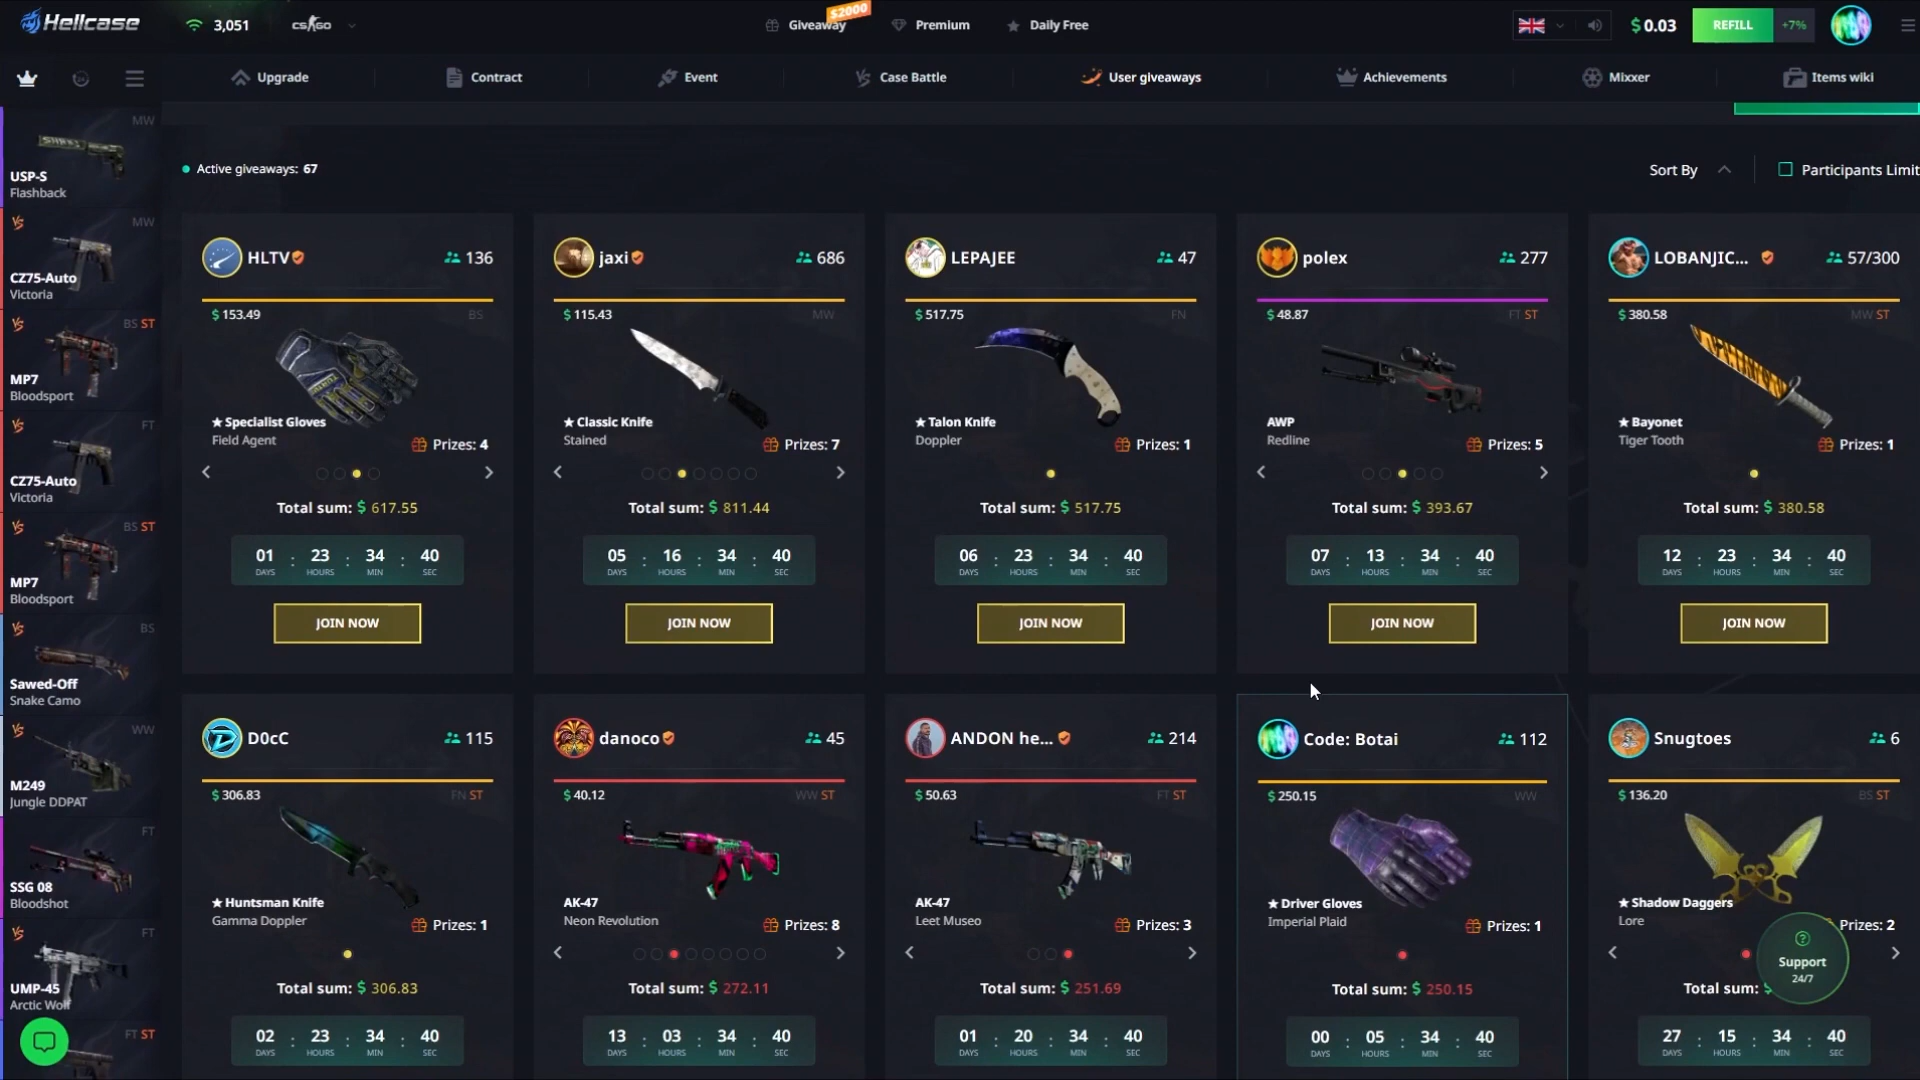 Hellcase
3,051
CS:GO
Giveaway
$2000
Premium
Daily Free
$ 0.03
REFILL
+7%
Upgrade
Contract
Event
Case Battle
User giveaways
Achievements
Mixxer
Items wiki
MW
USP-S
Flashback
MW
CZ75-Auto
Victoria
BS ST
MP7
Bloodsport
FT
CZ75-Auto
Victoria
BS ST
MP7
Bloodsport
BS
Sawed-Off
Snake Camo
WW
M249
Jungle DDPAT
FT
SSG 08
Bloodshot
FT
UMP-45
Arctic Wolf
FT ST
Active giveaways: 67
Sort By
Participants Limit
HLTV
136
$ 153.49
BS
★ Specialist Gloves
Field Agent
Prizes: 4
Total sum: $ 617.55
01 : 23 : 34 : 40
DAYS HOURS MIN SEC
JOIN NOW
jaxi
686
$ 115.43
MW
★ Classic Knife
Stained
Prizes: 7
Total sum: $ 811.44
05 : 16 : 34 : 40
DAYS HOURS MIN SEC
JOIN NOW
LEPAJEE
47
$ 517.75
FN
★ Talon Knife
Doppler
Prizes: 1
Total sum: $ 517.75
06 : 23 : 34 : 40
DAYS HOURS MIN SEC
JOIN NOW
polex
277
$ 48.87
FT ST
AWP
Redline
Prizes: 5
Total sum: $ 393.67
07 : 13 : 34 : 40
DAYS HOURS MIN SEC
JOIN NOW
LOBANJIC...
57/300
$ 380.58
MW ST
★ Bayonet
Tiger Tooth
Prizes: 1
Total sum: $ 380.58
12 : 23 : 34 : 40
DAYS HOURS MIN SEC
JOIN NOW
D0cC
115
$ 306.83
FN ST
★ Huntsman Knife
Gamma Doppler
Prizes: 1
Total sum: $ 306.83
02 : 23 : 34 : 40
DAYS HOURS MIN SEC
danoco
45
$ 40.12
WW ST
AK-47
Neon Revolution
Prizes: 8
Total sum: $ 272.11
13 : 03 : 34 : 40
DAYS HOURS MIN SEC
ANDON he...
214
$ 50.63
FT ST
AK-47
Leet Museo
Prizes: 3
Total sum: $ 251.69
01 : 20 : 34 : 40
DAYS HOURS MIN SEC
Code: Botai
112
$ 250.15
WW
★ Driver Gloves
Imperial Plaid
Prizes: 1
Total sum: $ 250.15
00 : 05 : 34 : 40
DAYS HOURS MIN SEC
Snugtoes
6
$ 136.20
BS ST
★ Shadow Daggers
Lore
Prizes: 2
Total sum: $
27 : 15 : 34 : 40
DAYS HOURS MIN SEC
Support
24/7